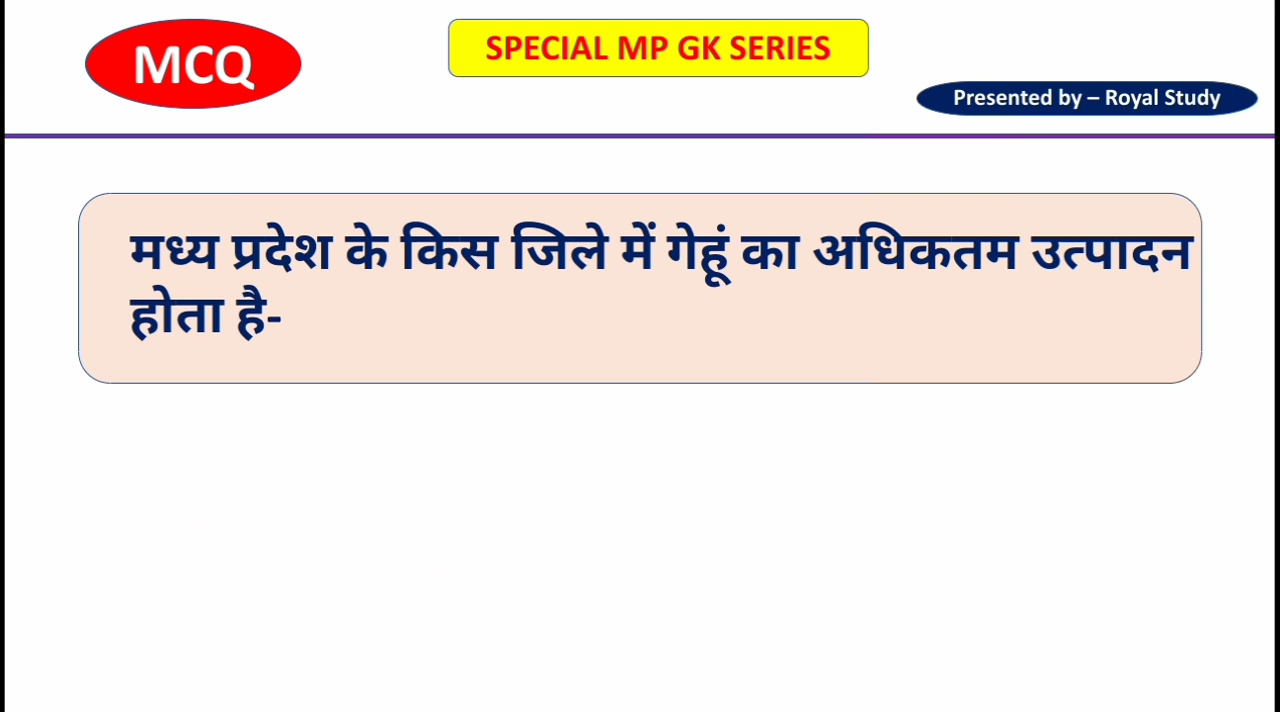 MCQ
SPECIAL MP GK SERIES
Presented by – Royal Study
मध्य प्रदेश के किस जिले में गेहूं का अधिकतम उत्पादन
होता है-